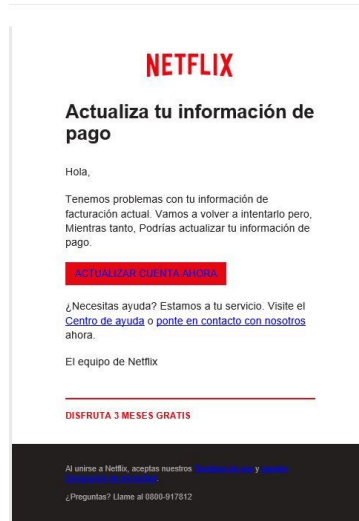 NETFLIX
Actualiza tu información de
pago
Hola,
Tenemos problemas con tu información de
facturación actual. Vamos a volver a intentarlo pero,
Mientras tanto, Podrías actualizar tu información de
pago.
ACTUALIZAR CUENTA AHORA
¿Necesitas ayuda? Estamos a tu servicio. Visite el
Centro de ayuda o ponte en contacto con nosotros
ahora.
El equipo de Netflix
DISFRUTA 3 MESES GRATIS
Al unirse a Netflix, aceptas nuestros y
¿Preguntas? Llame al 0800-917812